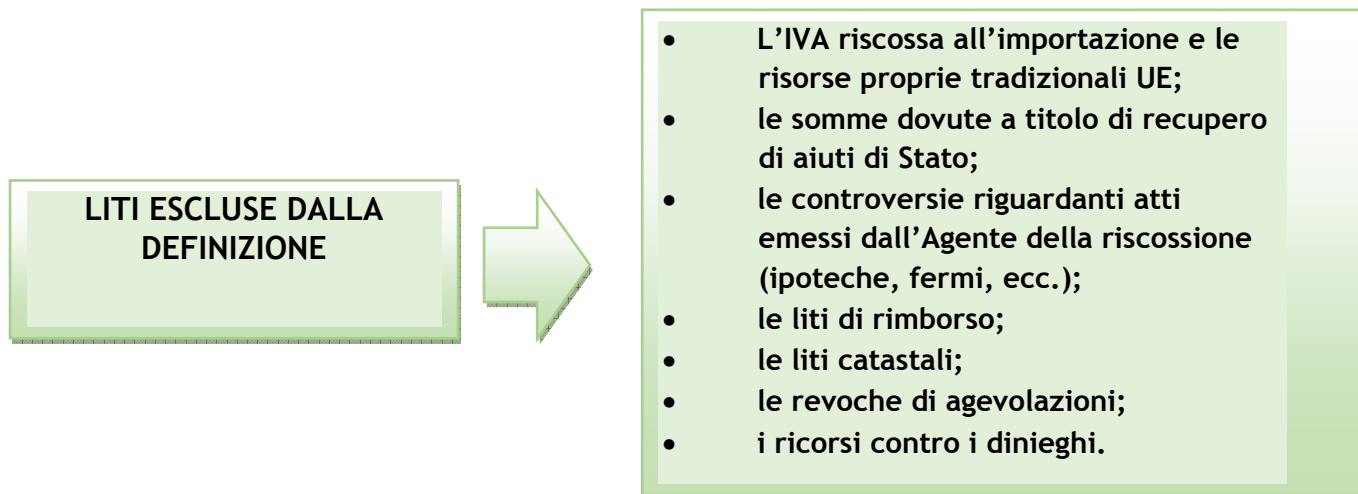 LITI ESCLUSE DALLA
DEFINIZIONE
• L’IVA riscossa all’importazione e le
risorse proprie tradizionali UE;
• le somme dovute a titolo di recupero
di aiuti di Stato;
• le controversie riguardanti atti
emessi dall’Agente della riscossione
(ipoteche, fermi, ecc.);
• le liti di rimborso;
• le liti catastali;
• le revoche di agevolazioni;
• i ricorsi contro i dinieghi.